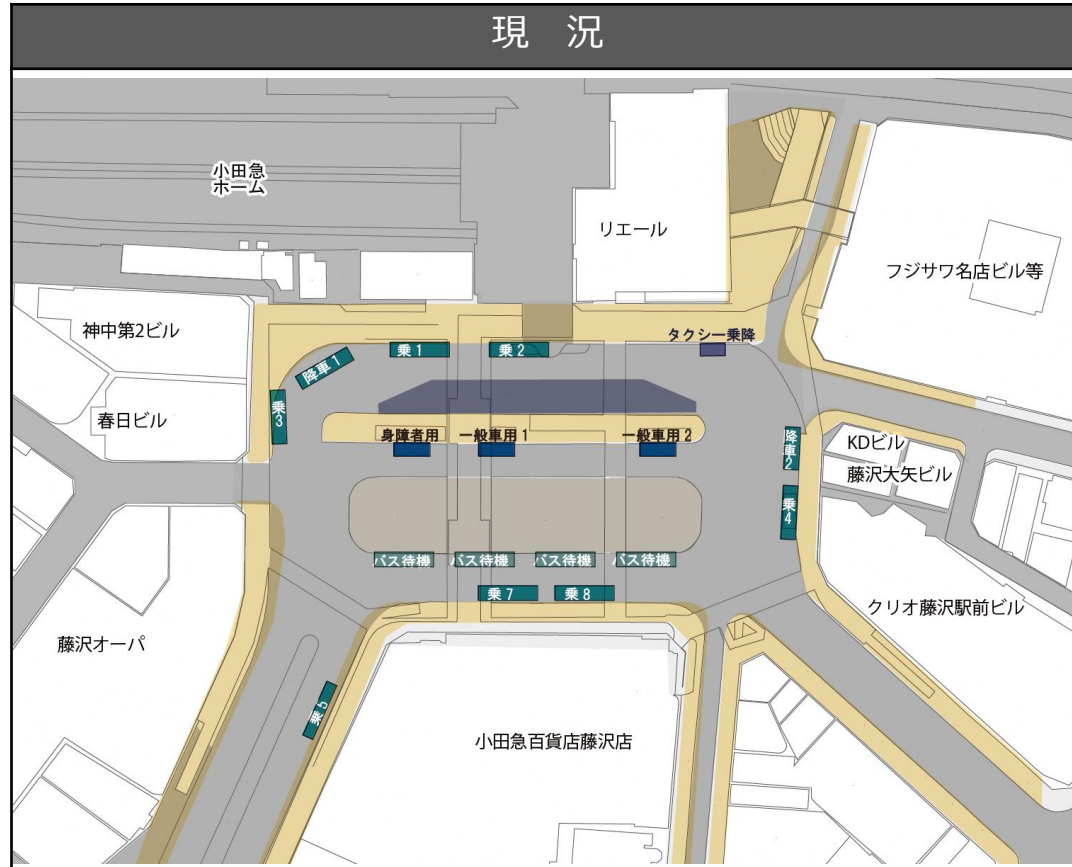 現 況
小田急
ホーム
リエール
フジサワ名店ビル等
神中第2ビル
タクシー乗降
乗1
乗2
降車1
春日ビル
乗3
身障者用
一般車用1
一般車用2
降車2
KDビル
藤沢大矢ビル
乗4
バス待機
バス待機
バス待機
バス待機
乗7
乗8
クリオ藤沢駅前ビル
藤沢オーパ
乗5
小田急百貨店藤沢店